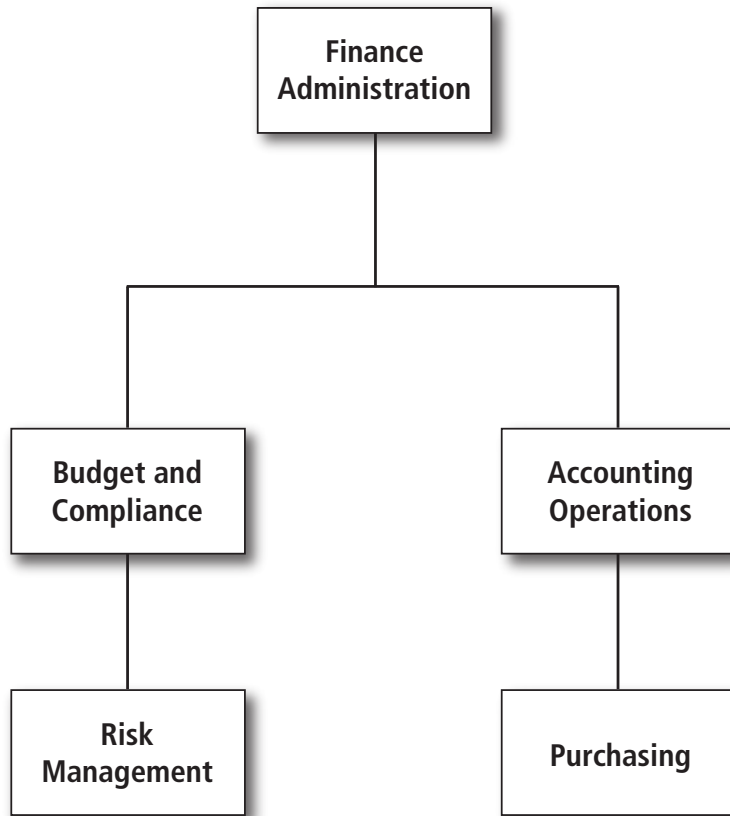 Finance
Administration
Budget and
Compliance
Accounting
Operations
Risk
Management
Purchasing